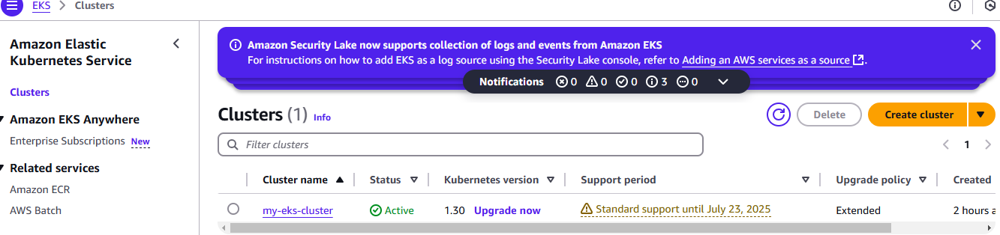 EKS > Clusters
Amazon Elastic Kubernetes Service
Clusters
Amazon EKS Anywhere
Enterprise Subscriptions New
Related services
Amazon ECR
AWS Batch
Amazon Security Lake now supports collection of logs and events from Amazon EKS
For instructions on how to add EKS as a log source using the Security Lake console, refer to Adding an AWS services as a source.
Notifications 0 0 0 3 0
Clusters (1) Info
Delete
Create cluster
Filter clusters
1
Cluster name Status Kubernetes version Support period Upgrade policy Created
my-eks-cluster Active 1.30 Upgrade now Standard support until July 23, 2025 Extended 2 hours a